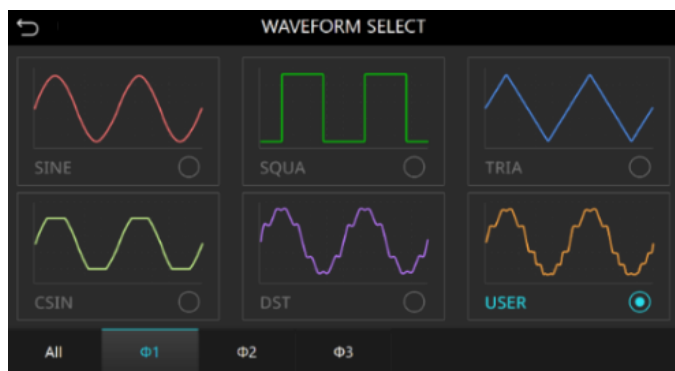 WAVEFORM SELECT
SINE
SQUA
TRIA
CSIN
DST
USER
All
Φ1
Φ2
Φ3